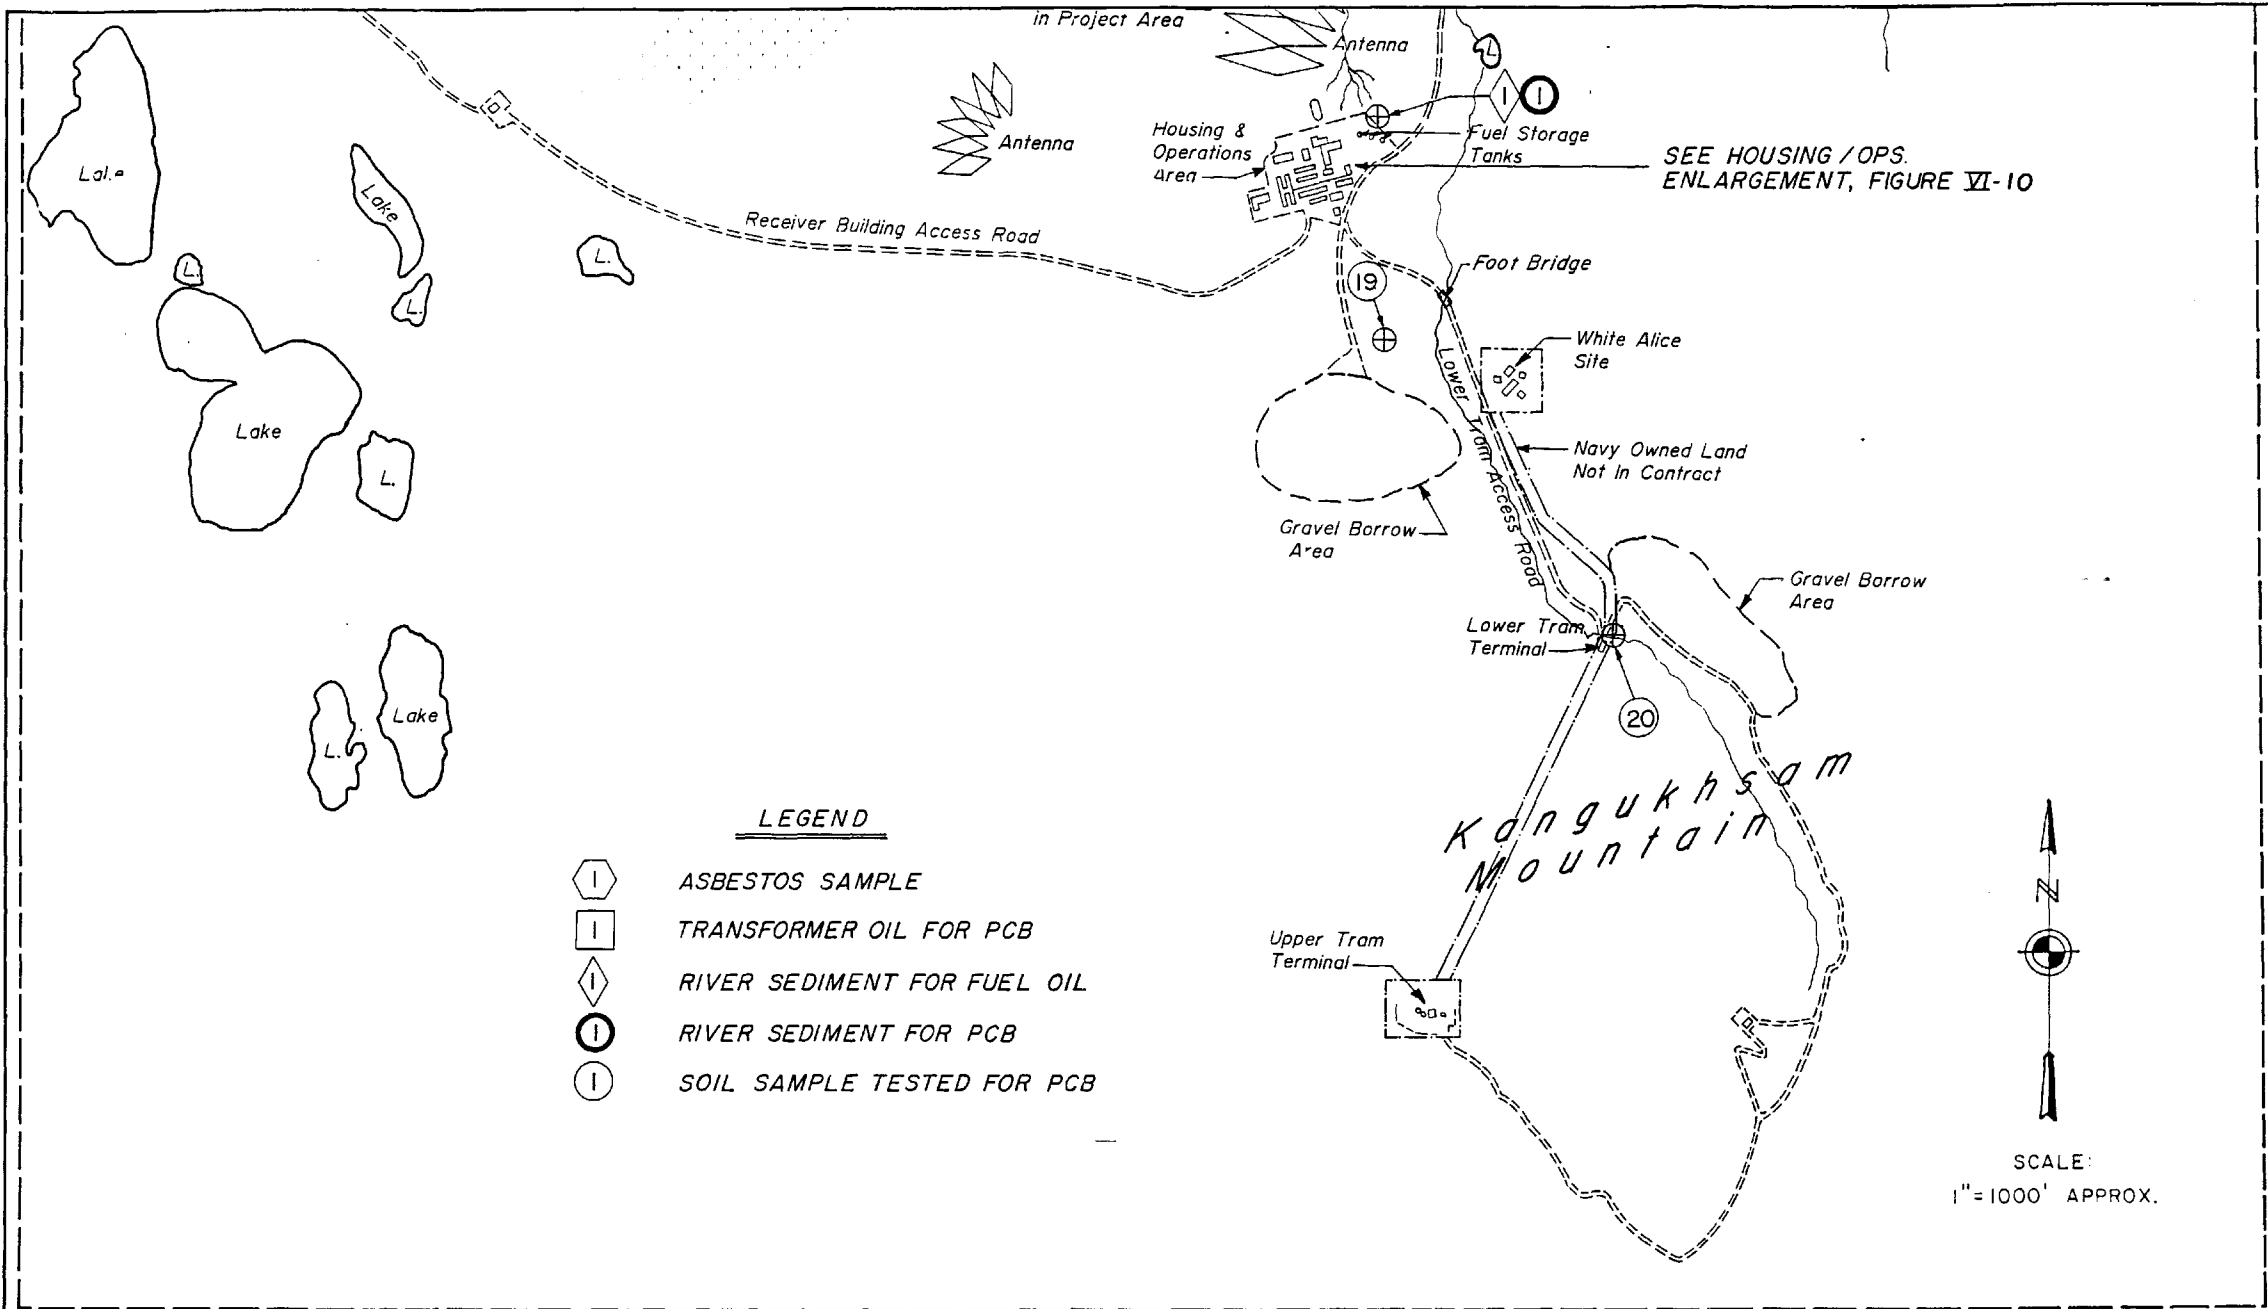 in Project Area
Antenna
L.
I
I
Housing &
Operations
Area
Fuel Storage
Tanks
Antenna
SEE HOUSING / OPS.
ENLARGEMENT, FIGURE VI-10
Lake
Lake
Receiver Building Access Road
L.
L.
L.
Foot Bridge
19
White Alice
Site
Lower Tram Access Road
Lake
L.
Navy Owned Land
Not In Contract
Gravel Borrow
Area
Gravel Borrow
Area
Lower Tram
Terminal
20
Lake
L.
Kangukhsam
Mountain
LEGEND
I ASBESTOS SAMPLE
I TRANSFORMER OIL FOR PCB
I RIVER SEDIMENT FOR FUEL OIL
I RIVER SEDIMENT FOR PCB
I SOIL SAMPLE TESTED FOR PCB
Upper Tram
Terminal
N
SCALE:
1"=1000' APPROX.